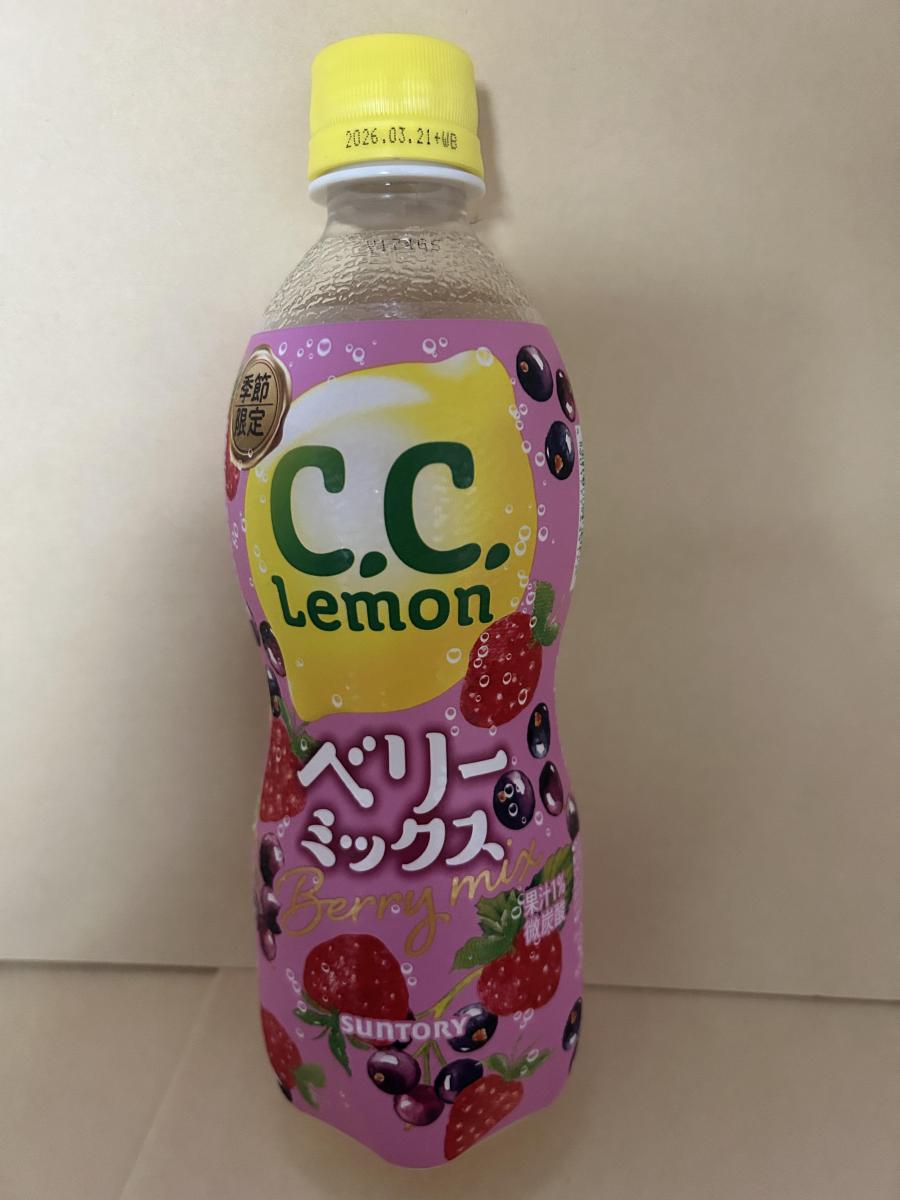 2026.03.21+WB
季節
限定
C.C.
Lemon
ベリー
ミックス
Berry mix
果汁1%
微炭酸
SUNTORY